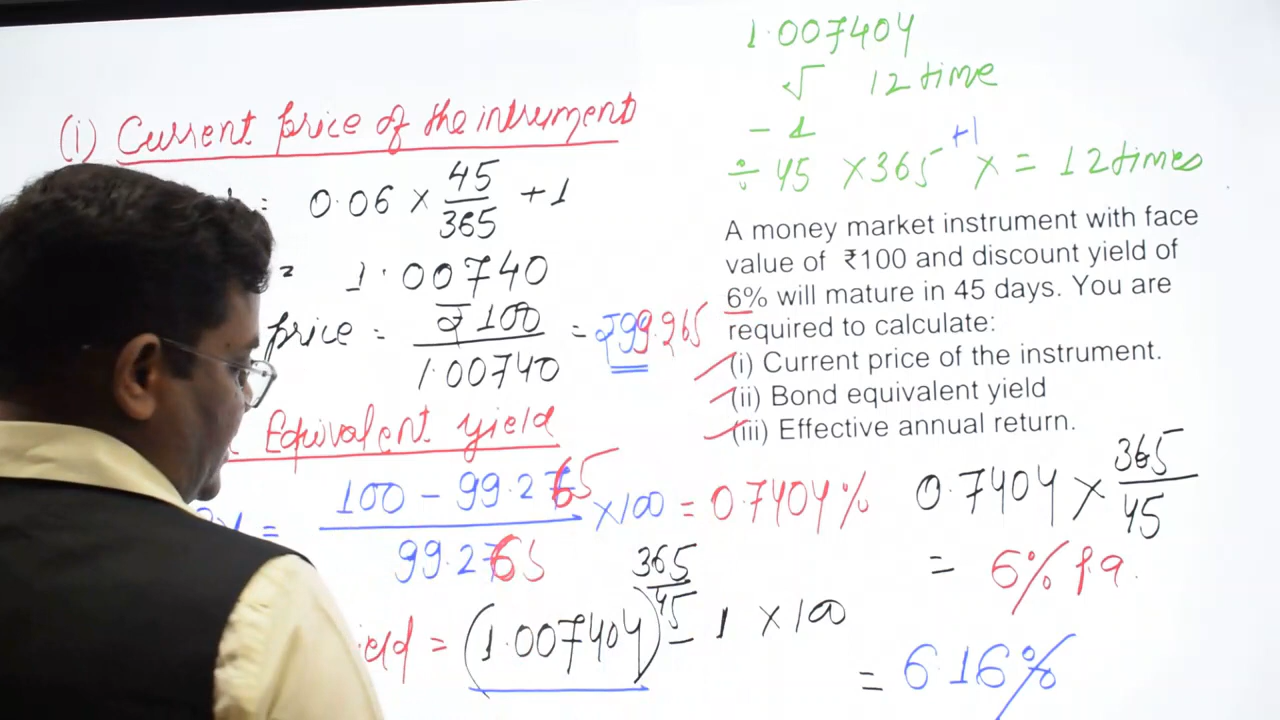 1.007404
√ 12 time
- 1
÷ 45 × 365 +1 × = 12 times
(i) Current price of the intrument
= 0.06 × 45/365 + 1
= 1.00740
price = ₹100/1.00740 = ₹99.265
A money market instrument with face
value of ₹100 and discount yield of
6% will mature in 45 days. You are
required to calculate:
(i) Current price of the instrument.
(ii) Bond equivalent yield
(iii) Effective annual return.
Equivalent yield
= 100 - 99.265/99.265 × 100 = 0.7404%
0.7404 × 365/45
= 6% P.a.
= (1.007404)^365/45 - 1 × 100
= 6.16%